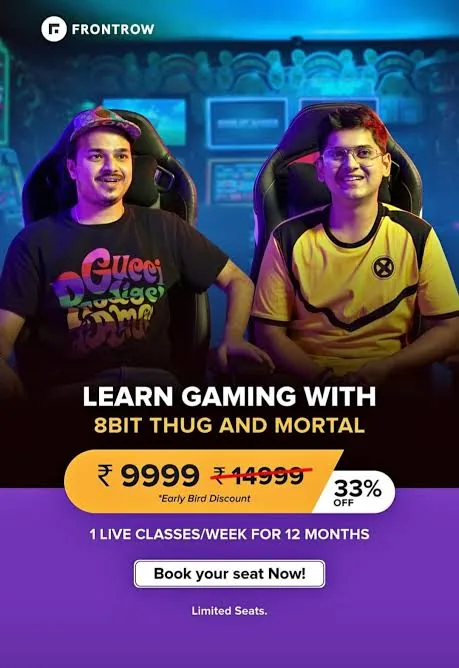 FRONTROW
GUCCI
LEARN GAMING WITH
8BIT THUG AND MORTAL
₹ 9999 ₹ 14999
33%
OFF
*Early Bird Discount
1 LIVE CLASSES/WEEK FOR 12 MONTHS
Book your seat Now!
Limited Seats.